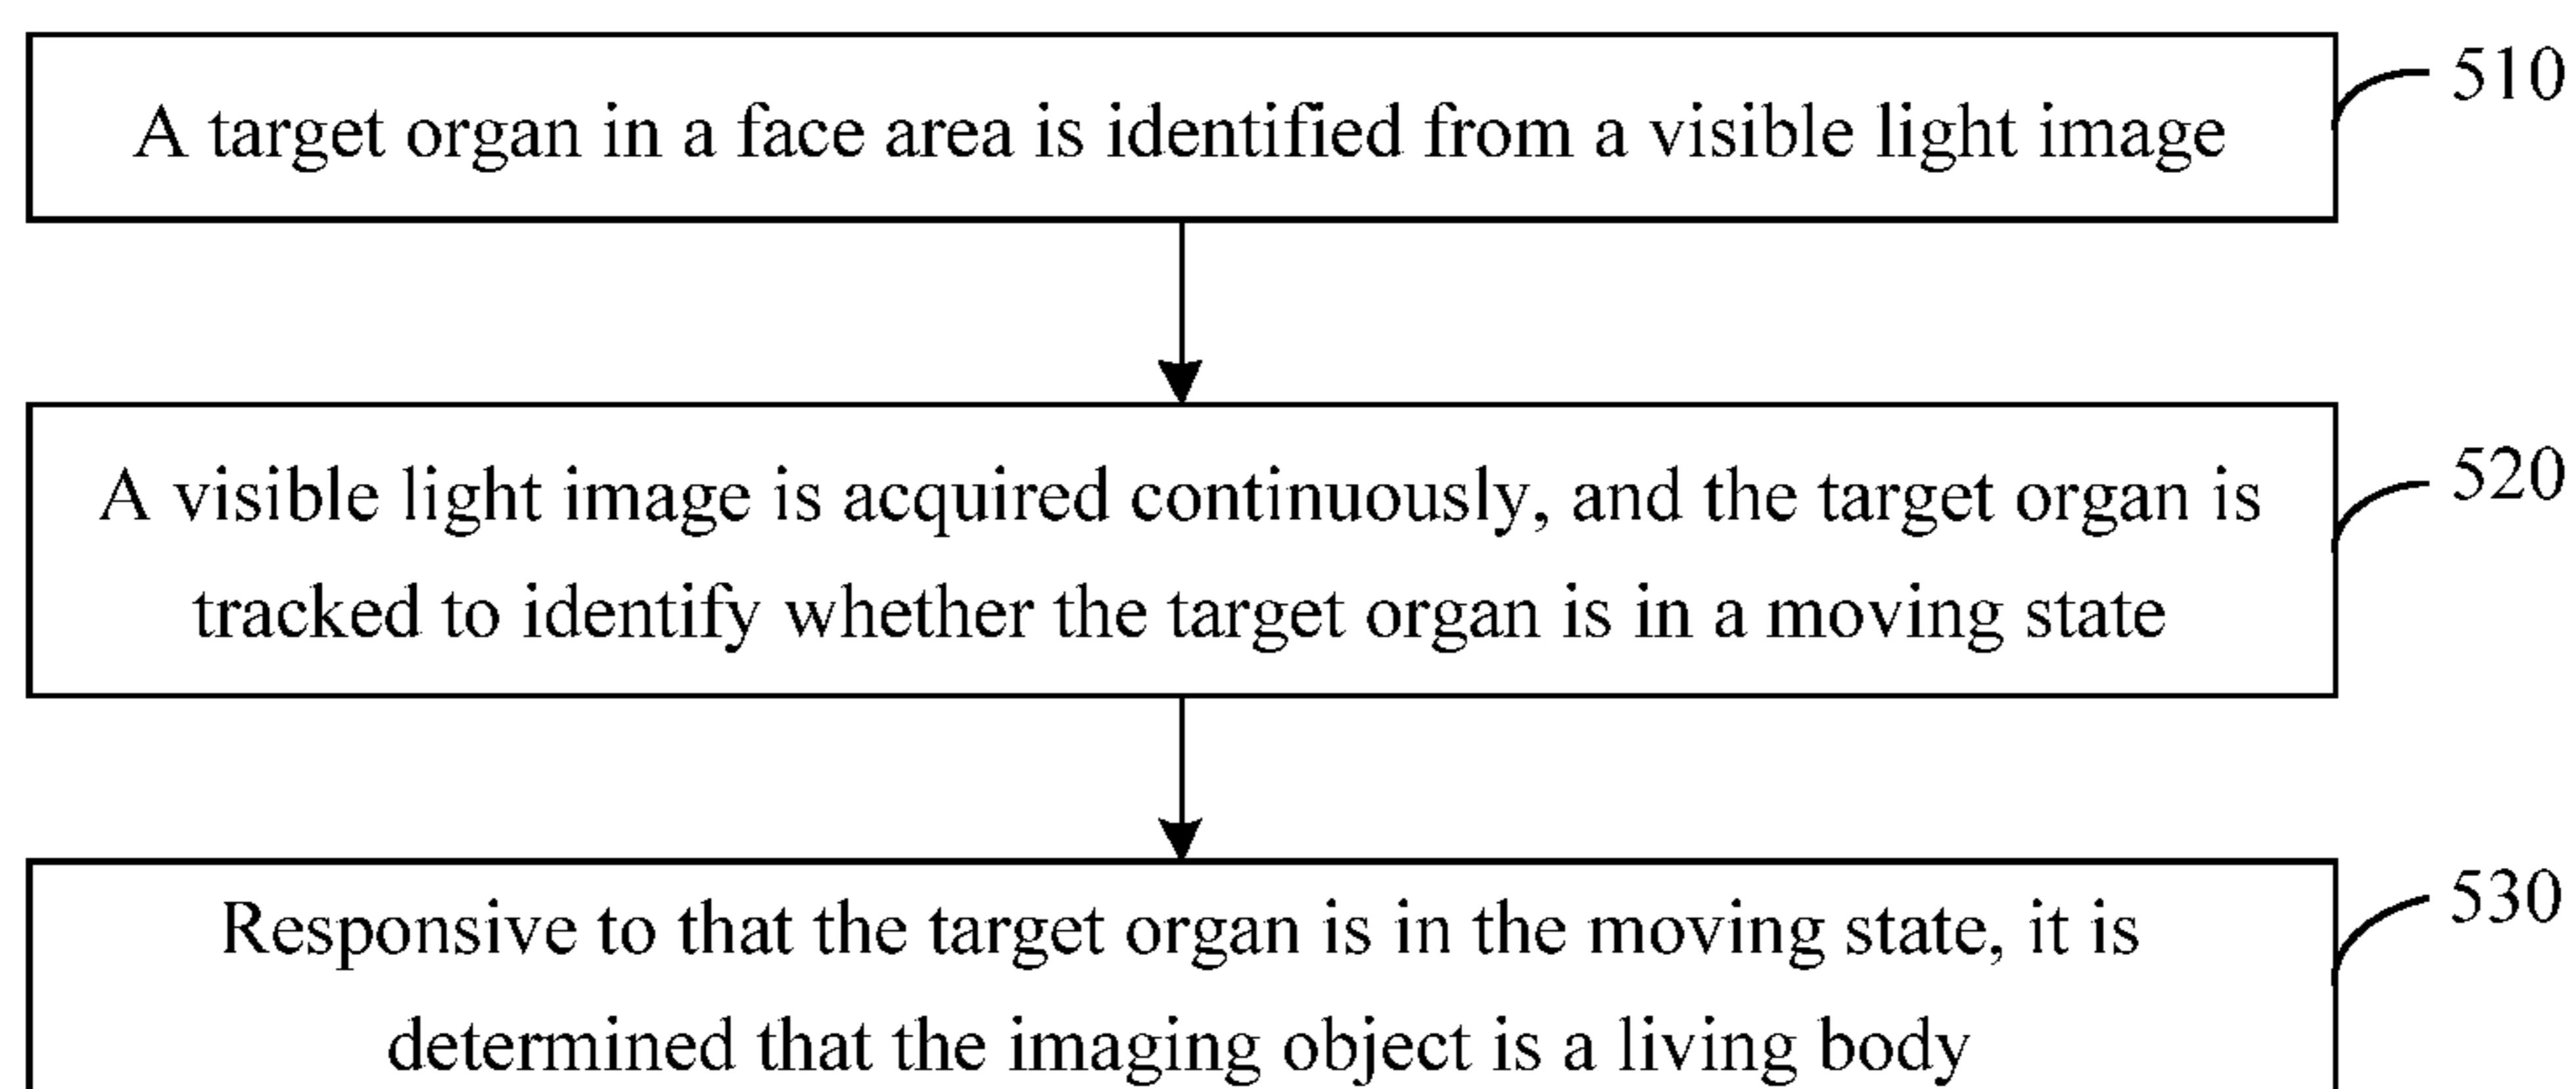 A target organ in a face area is identified from a visible light image
510
A visible light image is acquired continuously, and the target organ is
tracked to identify whether the target organ is in a moving state
520
Responsive to that the target organ is in the moving state, it is
determined that the imaging object is a living body
530